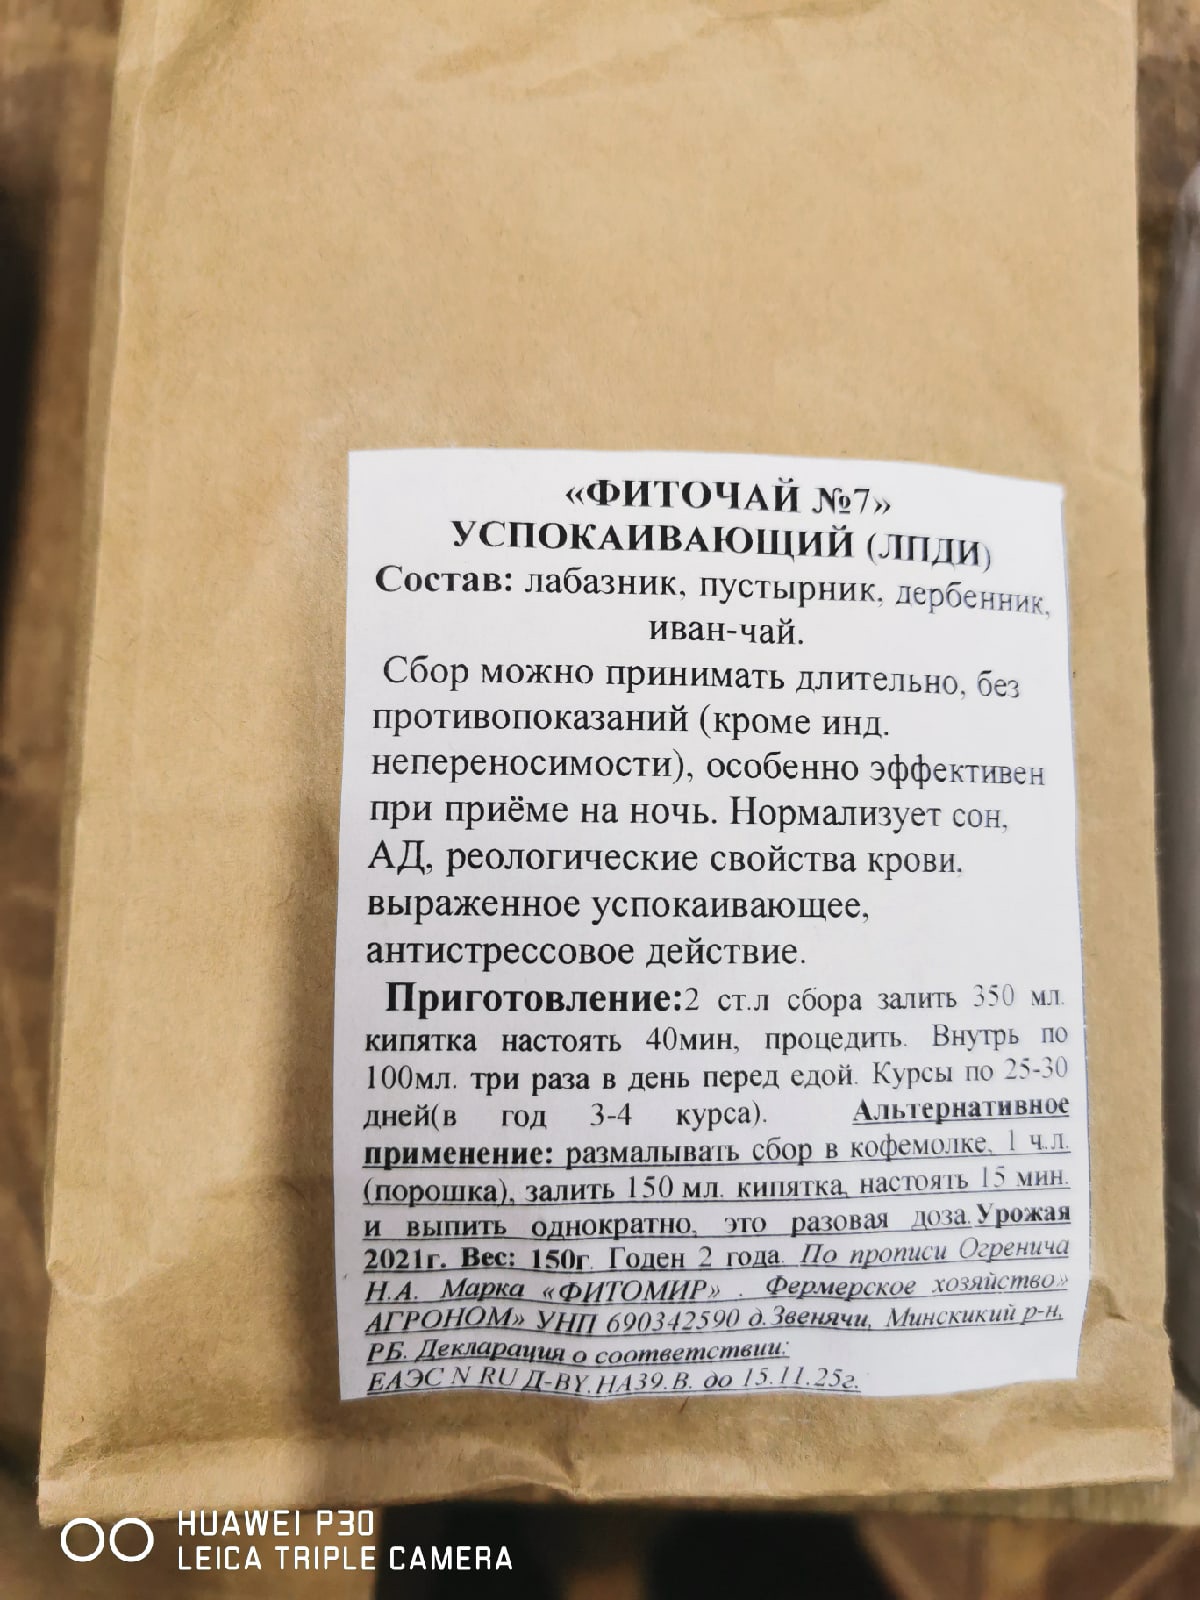 «ФИТОЧАЙ №7»
УСПОКАИВАЮЩИЙ (ЛПДИ)
Состав: лабазник, пустырник, дербенник,
иван-чай.
Сбор можно принимать длительно, без
противопоказаний (кроме инд.
непереносимости), особенно эффективен
при приёме на ночь. Нормализует сон,
АД, реологические свойства крови.
выраженное успокаивающее,
антистрессовое действие.
Приготовление:2 ст.л сбора залить 350 мл.
кипятка настоять 40мин, процедить. Внутрь по
100мл. три раза в день перед едой. Курсы по 25-30
дней(в год 3-4 курса). Альтернативное
применение: размалывать сбор в кофемолке, 1 ч.л.
(порошка), залить 150 мл. кипятка, настоять 15 мин.
и выпить однократно, это разовая доза.Урожая
2021г. Вес: 150г. Годен 2 года. По прописи Огренича
Н.А. Марка «ФИТОМИР» . Фермерское хозяйство»
АГРОНОМ» УНП 690342590 д.Звенячи, Минскикий р-н,
РБ. Декларация о соответствии:
ЕАЭС N RU Д-BY.НА39.В. до 15.11.25г.
HUAWEI P30
LEICA TRIPLE CAMERA